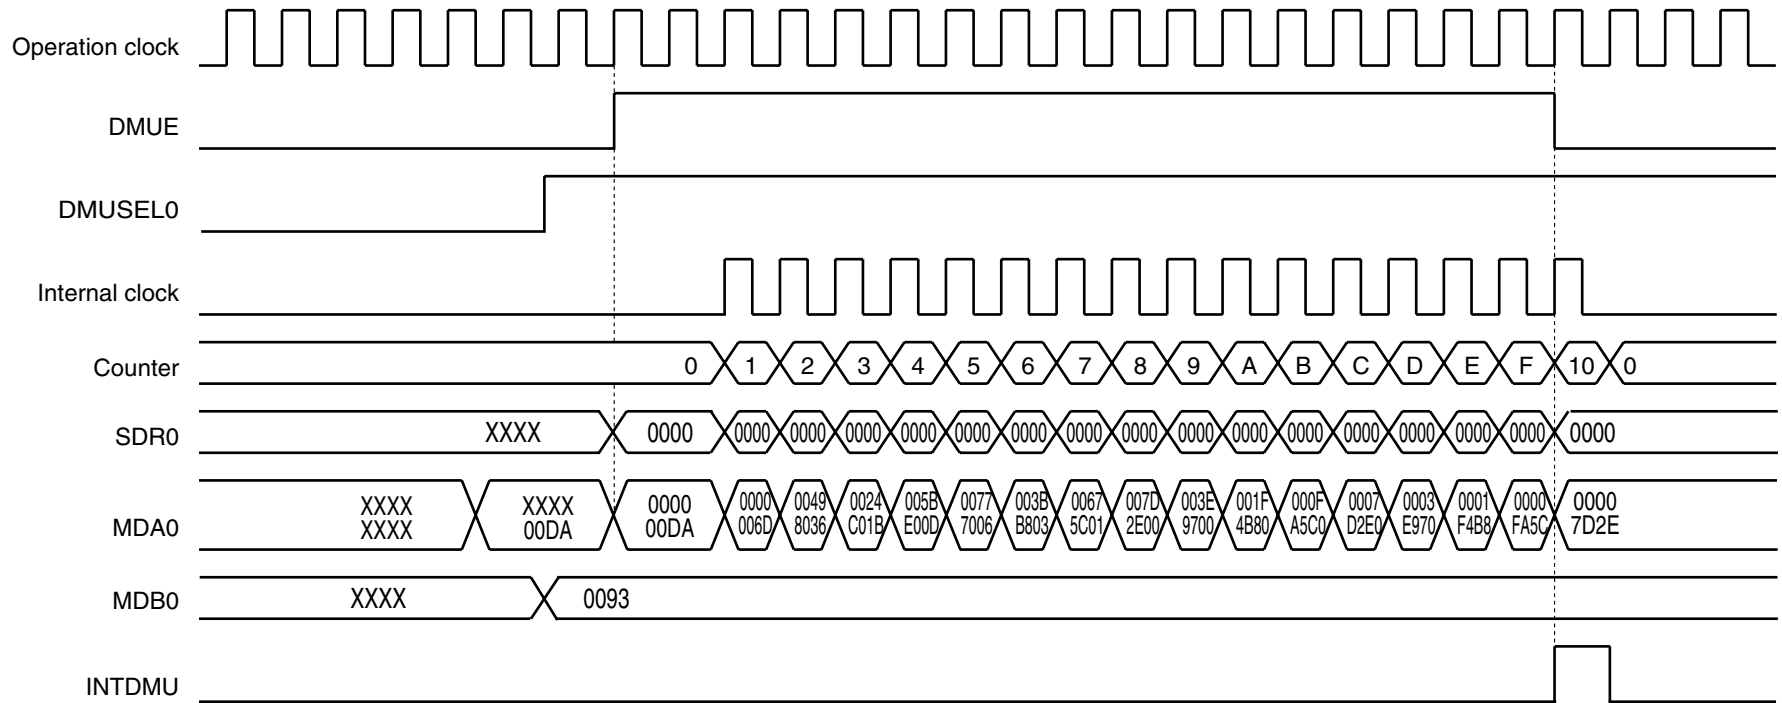 Operation clock
DMUE
DMUSEL0
Internal clock
Counter 0 1 2 3 4 5 6 7 8 9 A B C D E F 10 0
SDR0 XXXX 0000 0000 0000 0000 0000 0000 0000 0000 0000 0000 0000 0000 0000 0000 0000 0000 0000
XXXX XXXX 0000 0000 0049 0024 005B 0077 003B 0067 007D 003E 001F 000F 0007 0003 0001 0000 0000
MDA0 XXXX 00DA 00DA 006D 8036 C01B E00D 7006 B803 5C01 2E00 9700 4B80 A5C0 D2E0 E970 F4B8 FA5C 7D2E
MDB0 XXXX 0093
INTDMU